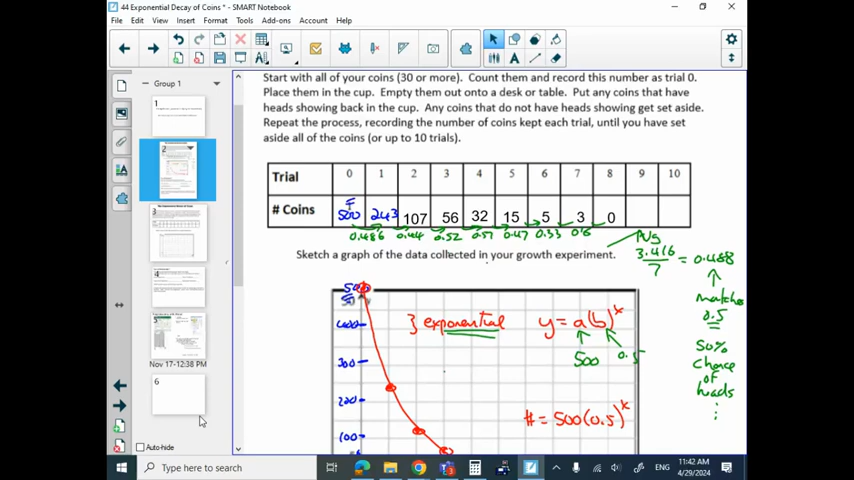 44 Exponential Decay of Coins * - SMART Notebook
File Edit View Insert Format Tools Add-ons Draw Account Help
Group 1
1
2
3
4
5
Nov 17-12:38 PM
6
Auto-hide
Start with all of your coins (30 or more). Count them and record this number as trial 0.
Place them in the cup. Empty them out onto a desk or table. Put any coins that have
heads showing back in the cup. Any coins that do not have heads showing get set aside.
Repeat the process, recording the number of coins kept each trial, until you have set
aside all of the coins (or up to 10 trials).
Trial 0 1 2 3 4 5 6 7 8 9 10
# Coins 500 243 107 56 32 15 5 3 0
0.486 0.44 0.52 0.57 0.47 0.33 0.6
Avg
3.416
7
= 0.488
matches
0.5
50%
chance
of
heads
Sketch a graph of the data collected in your growth experiment.
500
400
300
200
100
} exponential
y = a(b)^x
500
0.5
# = 500(0.5)^x
Type here to search
ENG
11:42 AM
4/29/2024